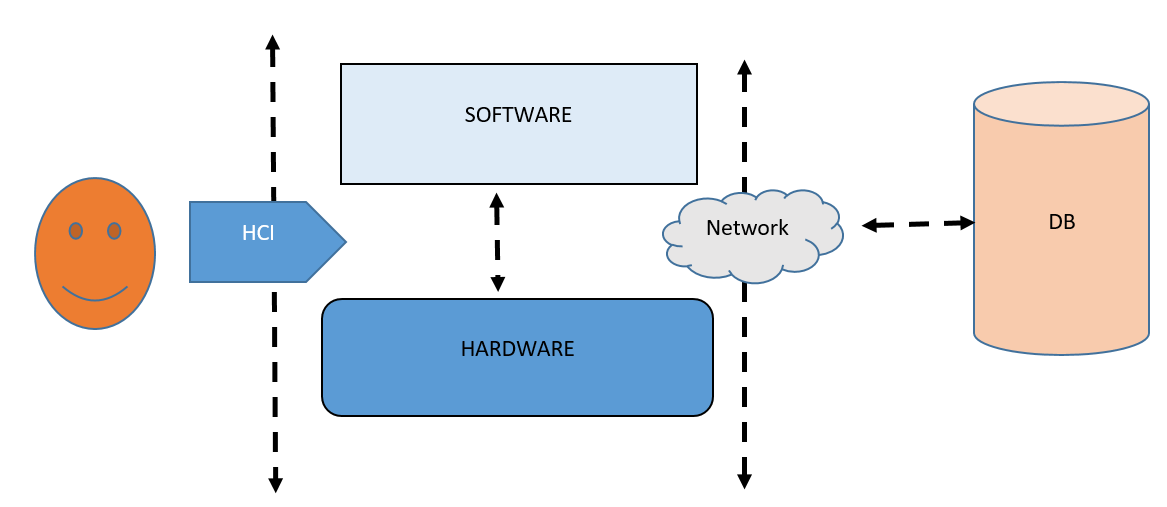 SOFTWARE
HCI
Network
DB
HARDWARE